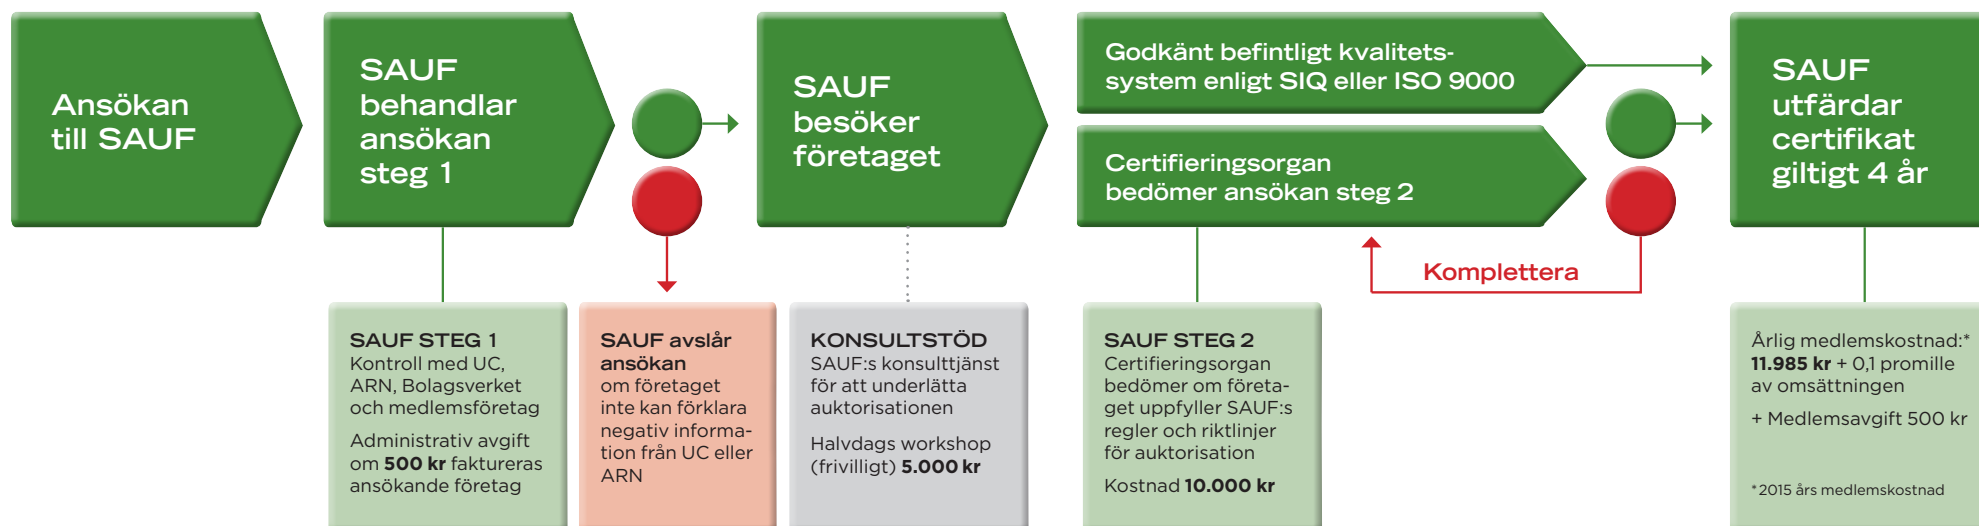 Ansökan
till SAUF
SAUF
behandlar
ansökan
steg 1
SAUF
besöker
företaget
Godkänt befintligt kvalitets-
system enligt SIQ eller ISO 9000
Certifieringsorgan
bedömer ansökan steg 2
SAUF
utfärdar
certifikat
giltigt 4 år
Komplettera
SAUF STEG 1
Kontroll med UC,
ARN, Bolagsverket
och medlemsföretag
Administrativ avgift
om 500 kr faktureras
ansökande företag
SAUF avslår
ansökan
om företaget
inte kan förklara
negativ informa-
tion från UC eller
ARN
KONSULTSTÖD
SAUF:s konsulttjänst
för att underlätta
auktorisationen
Halvdags workshop
(frivilligt) 5.000 kr
SAUF STEG 2
Certifieringsorgan
bedömer om företa-
get uppfyller SAUF:s
regler och riktlinjer
för auktorisation
Kostnad 10.000 kr
Årlig medlemskostnad:*
11.985 kr + 0,1 promille
av omsättningen
+ Medlemsavgift 500 kr
*2015 års medlemskostnad